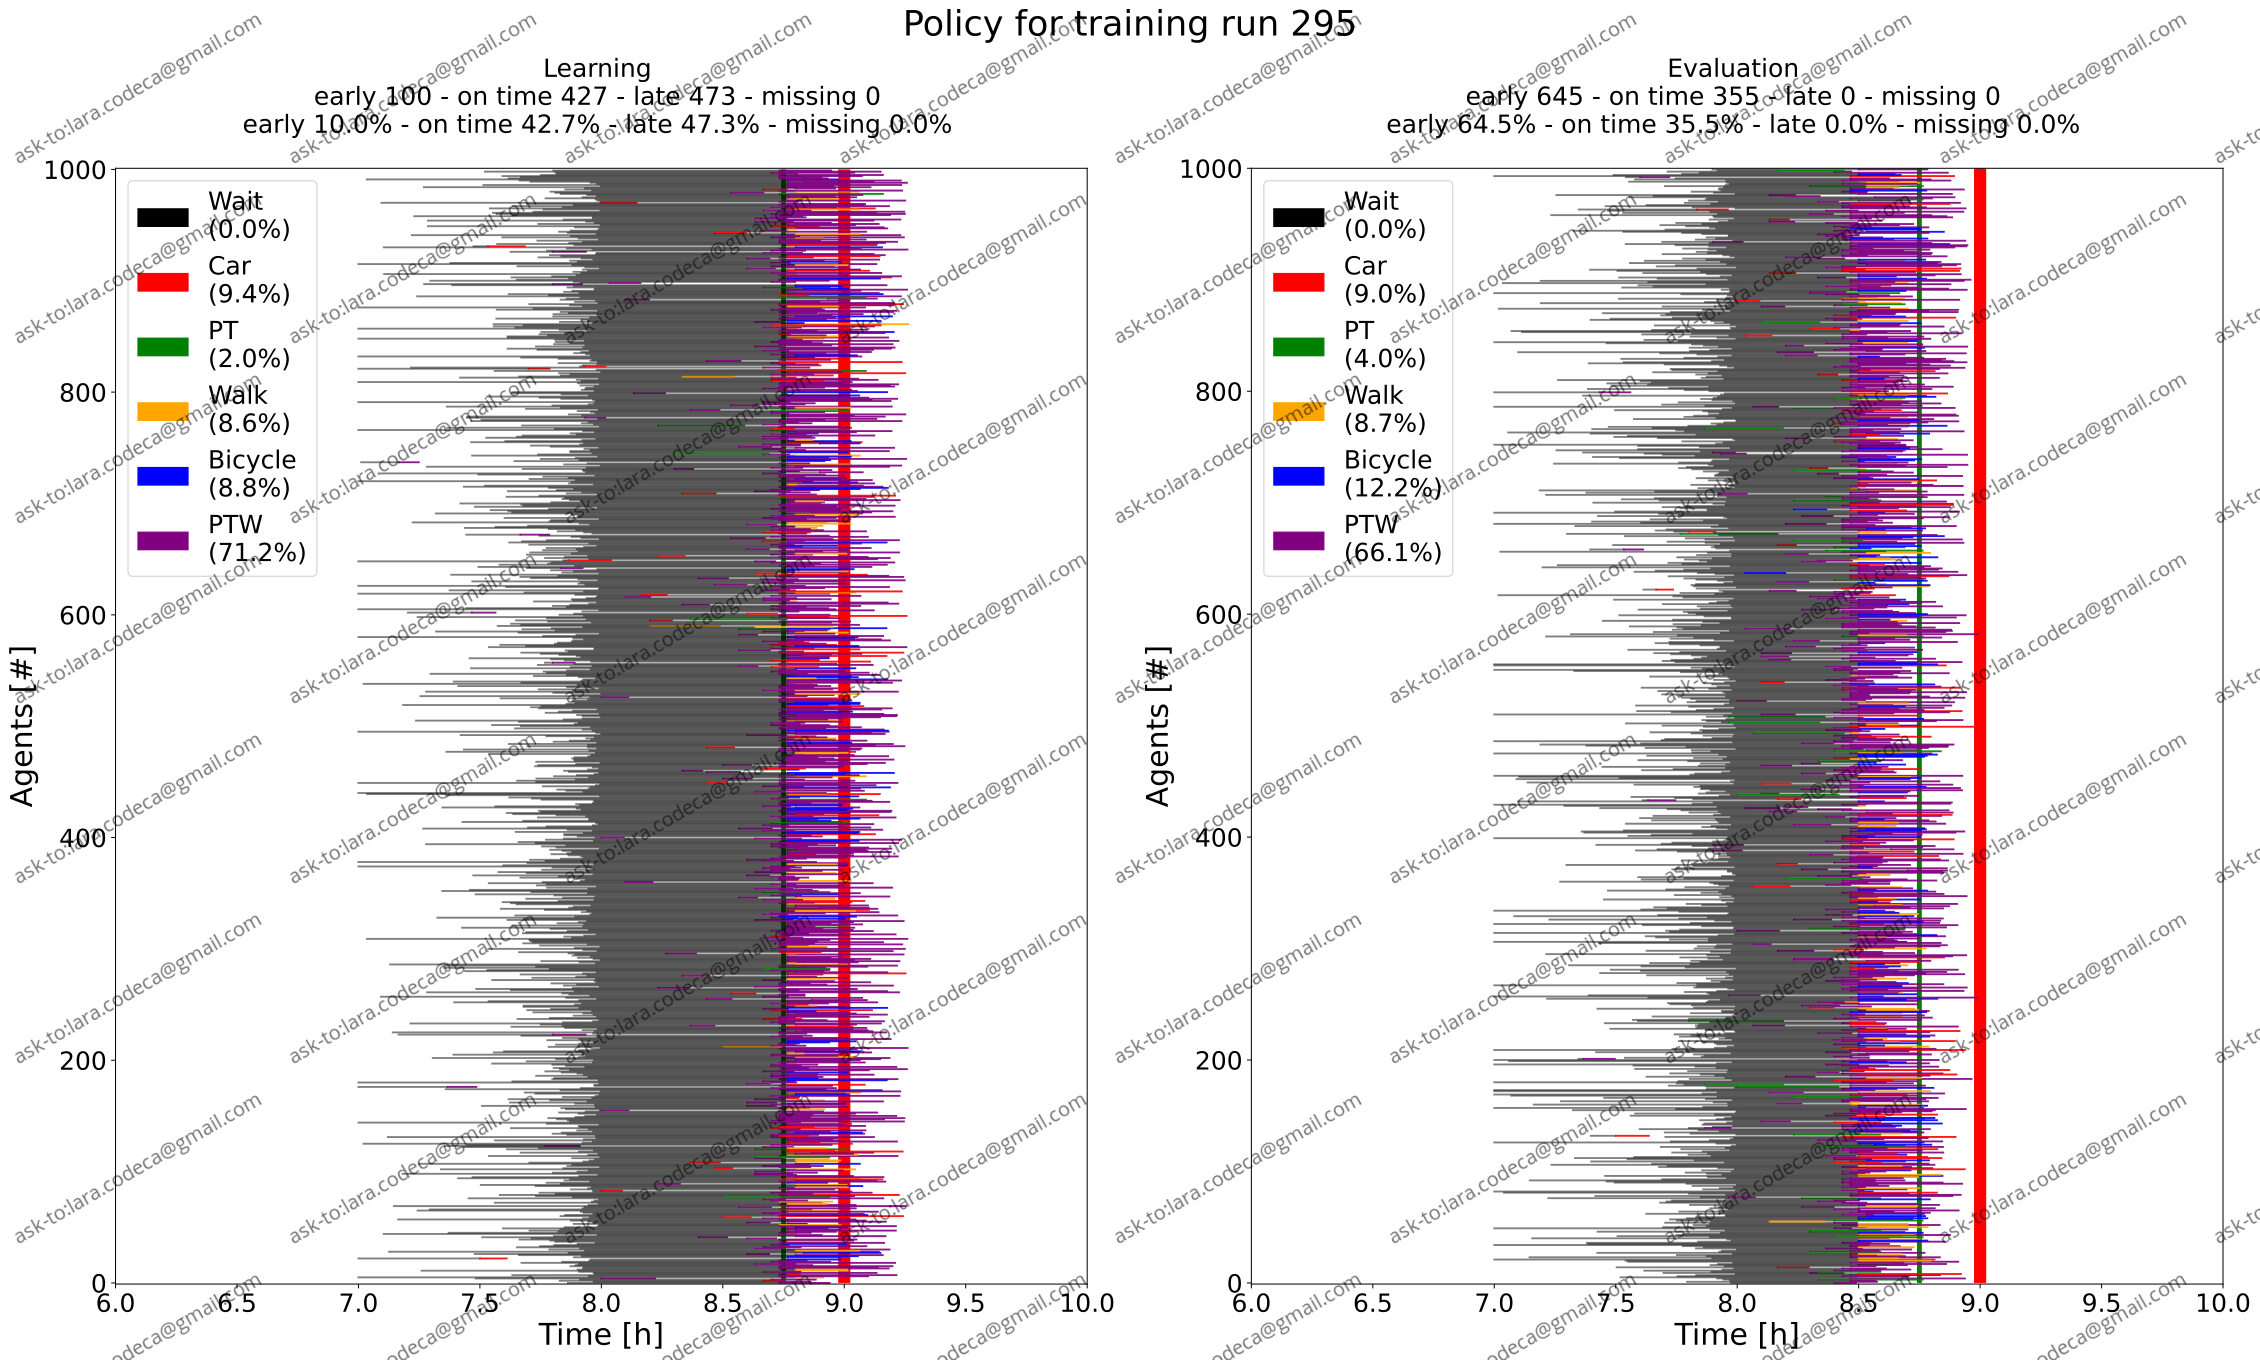 Policy for training run 295
Learning
early 100 - on time 427 - late 473 - missing 0
early 10.0% - on time 42.7% - late 47.3% - missing 0.0%
1000
800
600
400
200
0
Agents [#]
Wait
(0.0%)
Car
(9.4%)
PT
(2.0%)
Walk
(8.6%)
Bicycle
(8.8%)
PTW
(71.2%)
6.0 6.5 7.0 7.5 8.0 8.5 9.0 9.5 10.0
Time [h]
Evaluation
early 645 - on time 355 - late 0 - missing 0
early 64.5% - on time 35.5% - late 0.0% - missing 0.0%
1000
800
600
400
200
0
Agents [#]
Wait
(0.0%)
Car
(9.0%)
PT
(4.0%)
Walk
(8.7%)
Bicycle
(12.2%)
PTW
(66.1%)
6.0 6.5 7.0 7.5 8.0 8.5 9.0 9.5 10.0
Time [h]
ask-to:lara.codeca@gmail.com